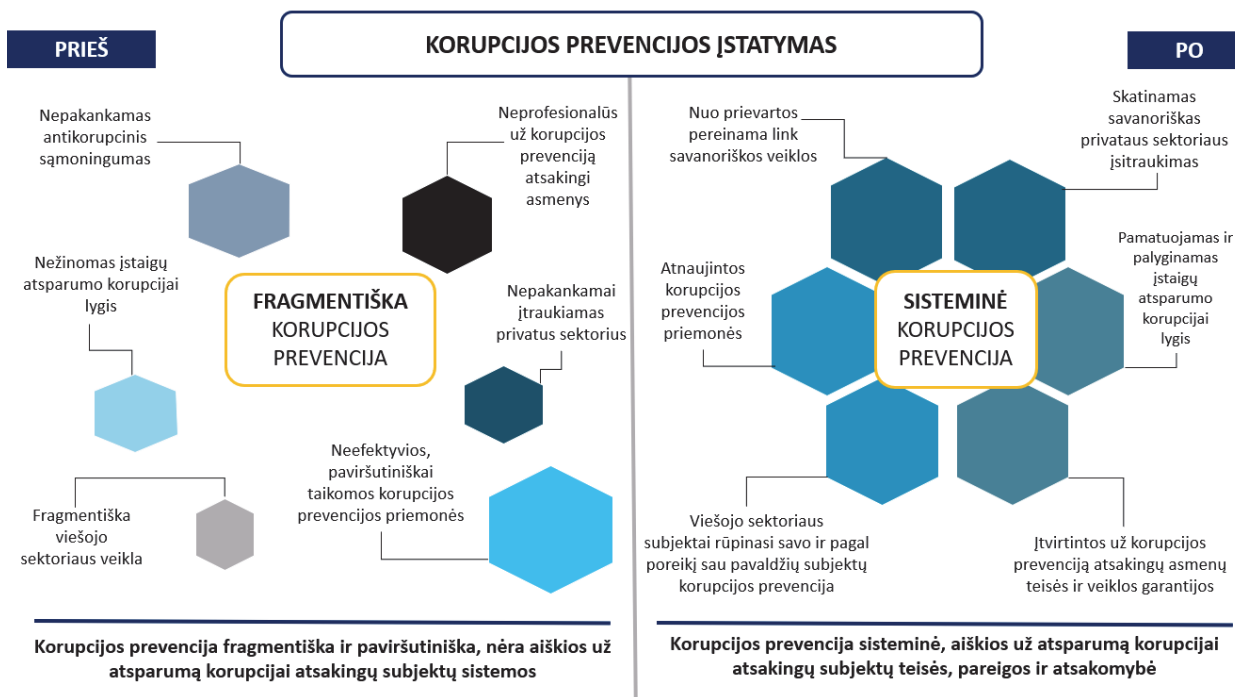 PRIEŠ
KORUPCIJOS PREVENCIJOS ĮSTATYMAS
PO
Nepakankamas
antikorupcinis
sąmoningumas
Neprofesionalūs
už korupcijos
prevenciją
atsakingi
asmenys
Nežinomas įstaigų
atsparumo korupcijai
lygis
FRAGMENTIŠKA
KORUPCIJOS
PREVENCIJA
Nepakankamai
įtraukiamas
privatus sektorius
Fragmentiška
viešojo
sektoriaus veikla
Neefektyvios,
paviršutiniškai
taikomos korupcijos
prevencijos priemonės
Korupcijos prevencija fragmentiška ir paviršutiniška, nėra aiškios už
atsparumą korupcijai atsakingų subjektų sistemos
Nuo prievartos
pereinama link
savanoriškos veiklos
Skatinamas
savanoriškas
privataus sektoriaus
įsitraukimas
Atnaujintos
korupcijos
prevencijos
priemonės
SISTEMINĖ
KORUPCIJOS
PREVENCIJA
Pamatuojamas ir
palyginamas
įstaigų
atsparumo
korupcijai
lygis
Viešojo sektoriaus
subjektai rūpinasi savo ir pagal
poreikį sau pavaldžių subjektų
korupcijos prevencija
Įtvirtintos už korupcijos
prevenciją atsakingų asmenų
teisės ir veiklos garantijos
Korupcijos prevencija sisteminė, aiškios už atsparumą korupcijai
atsakingų subjektų teisės, pareigos ir atsakomybė